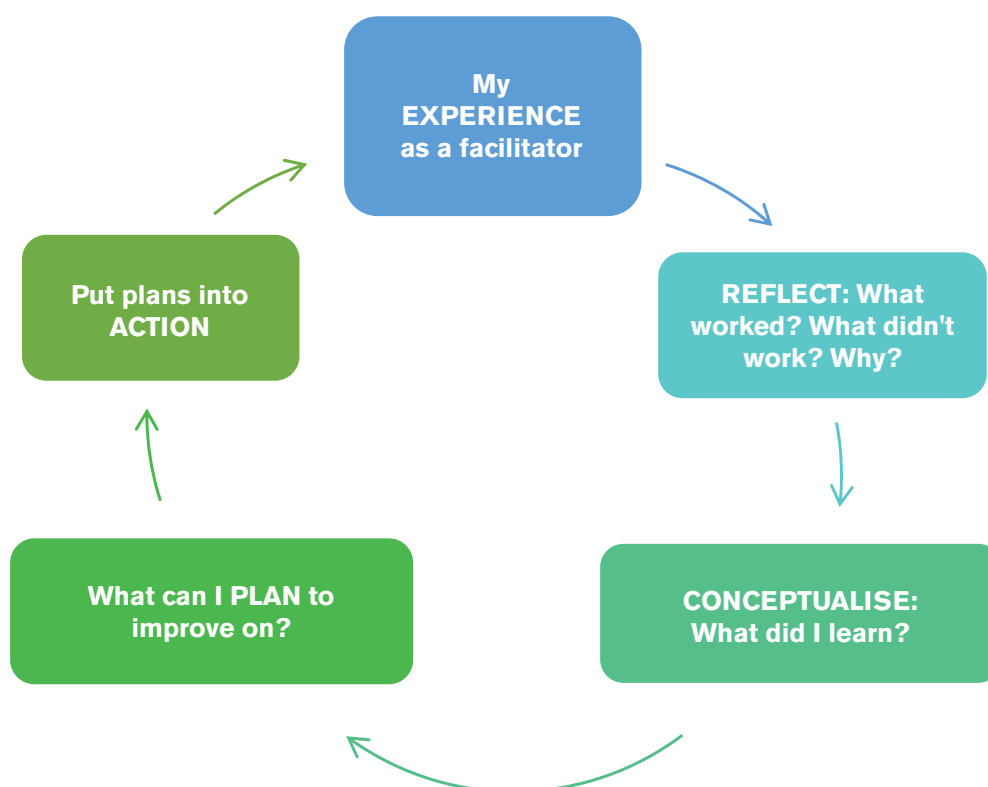 My
EXPERIENCE
as a facilitator
REFLECT: What
worked? What didn't
work? Why?
CONCEPTUALISE:
What did I learn?
What can I PLAN to
improve on?
Put plans into
ACTION